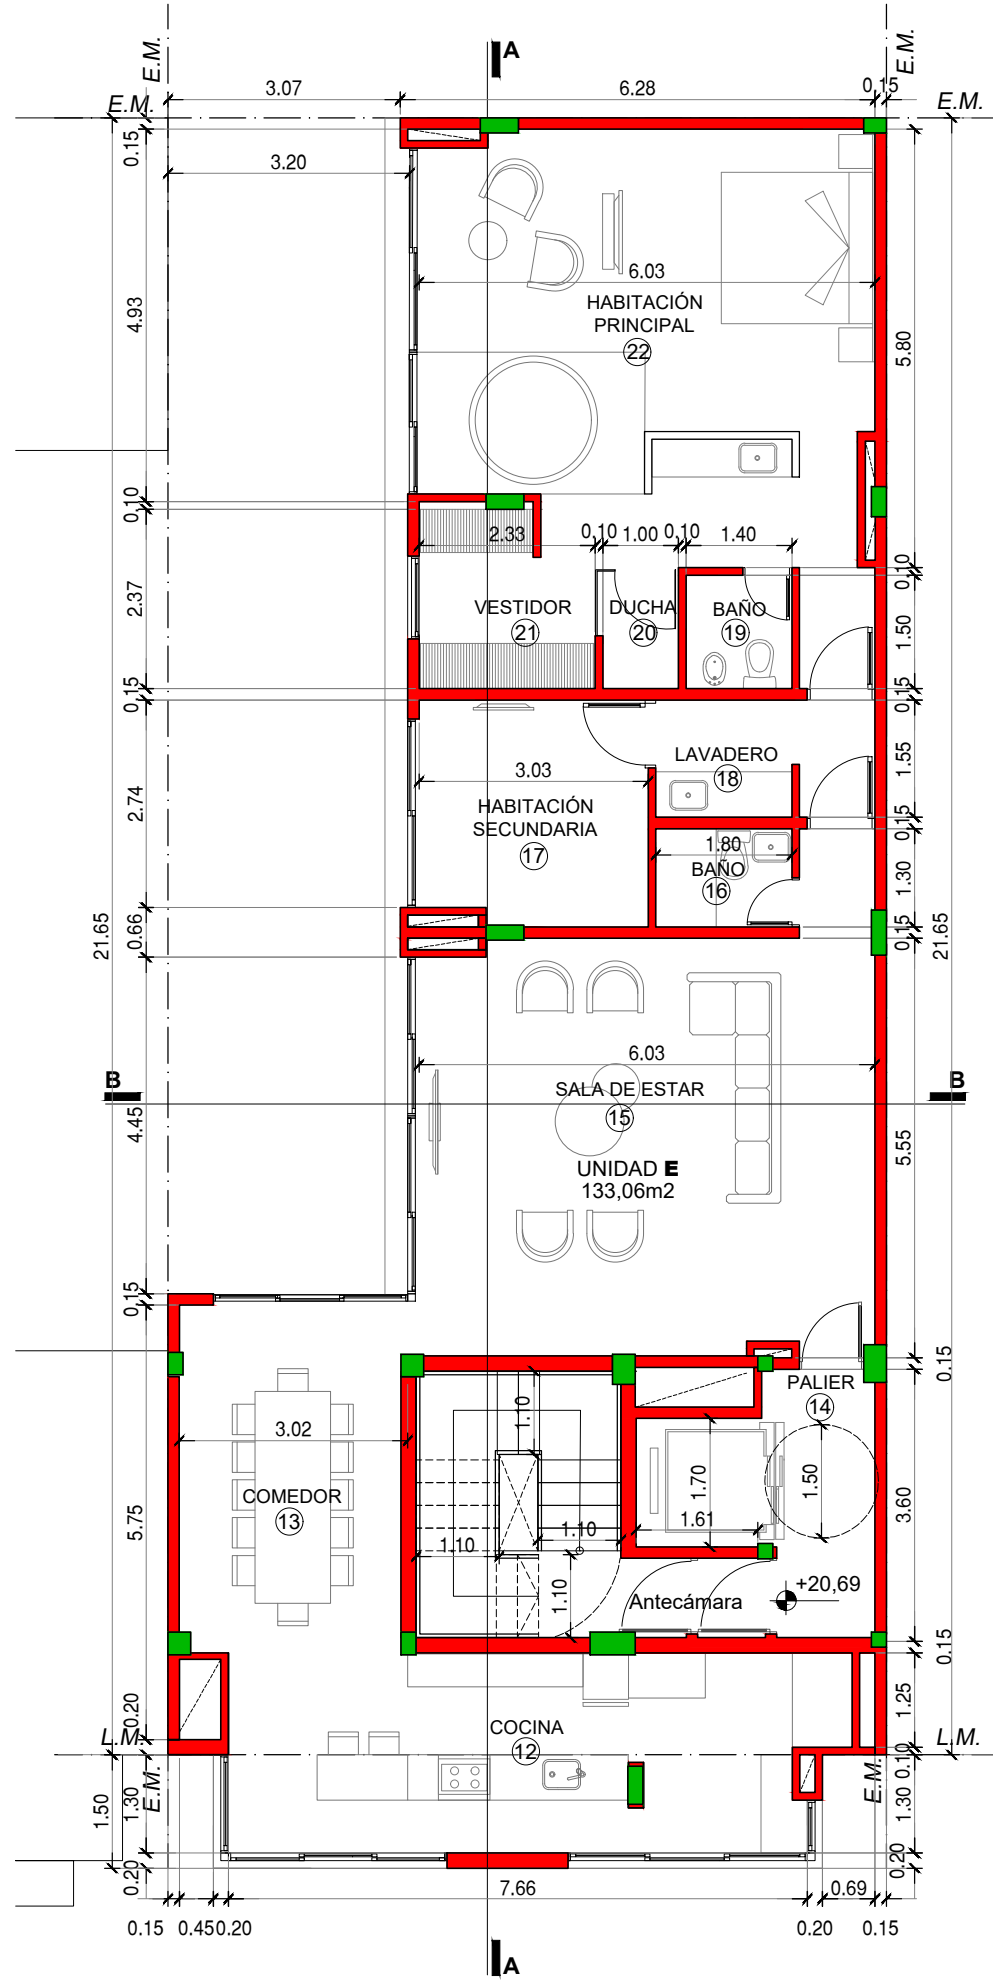 A
E.M.
E.M.
3.07
6.28
0.15
E.M.
E.M.
0.15
3.20
6.03
HABITACIÓN
PRINCIPAL
22
4.93
5.80
0.10
2.33
0.10
1.00
0.10
1.40
0.10
2.37
VESTIDOR
21
DUCHA
20
BAÑO
19
1.50
0.15
0.15
LAVADERO
18
1.55
3.03
2.74
HABITACIÓN
SECUNDARIA
17
0.15
1.80
BAÑO
16
1.30
21.65
0.66
0.15
21.65
6.03
B
B
SALA DE ESTAR
15
4.45
5.55
UNIDAD E
133,06m2
0.15
0.15
PALIER
14
1.10
3.02
1.70
1.50
COMEDOR
13
5.75
1.61
3.60
1.10
1.10
1.10
Antecámara
+20,69
0.15
0.20
1.25
COCINA
12
L.M.
L.M.
0.10
E.M.
E.M.
1.50
1.30
1.30
0.20
0.20
7.66
0.69
0.15
0.45
0.20
0.20
0.15
A